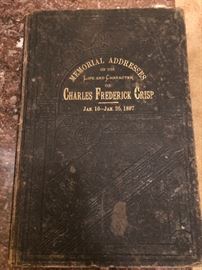 MEMORIAL ADDRESSES
ON THE
LIFE AND CHARACTER
OF
CHARLES FREDERICK CRISP
JAN. 16–JAN. 26, 1897